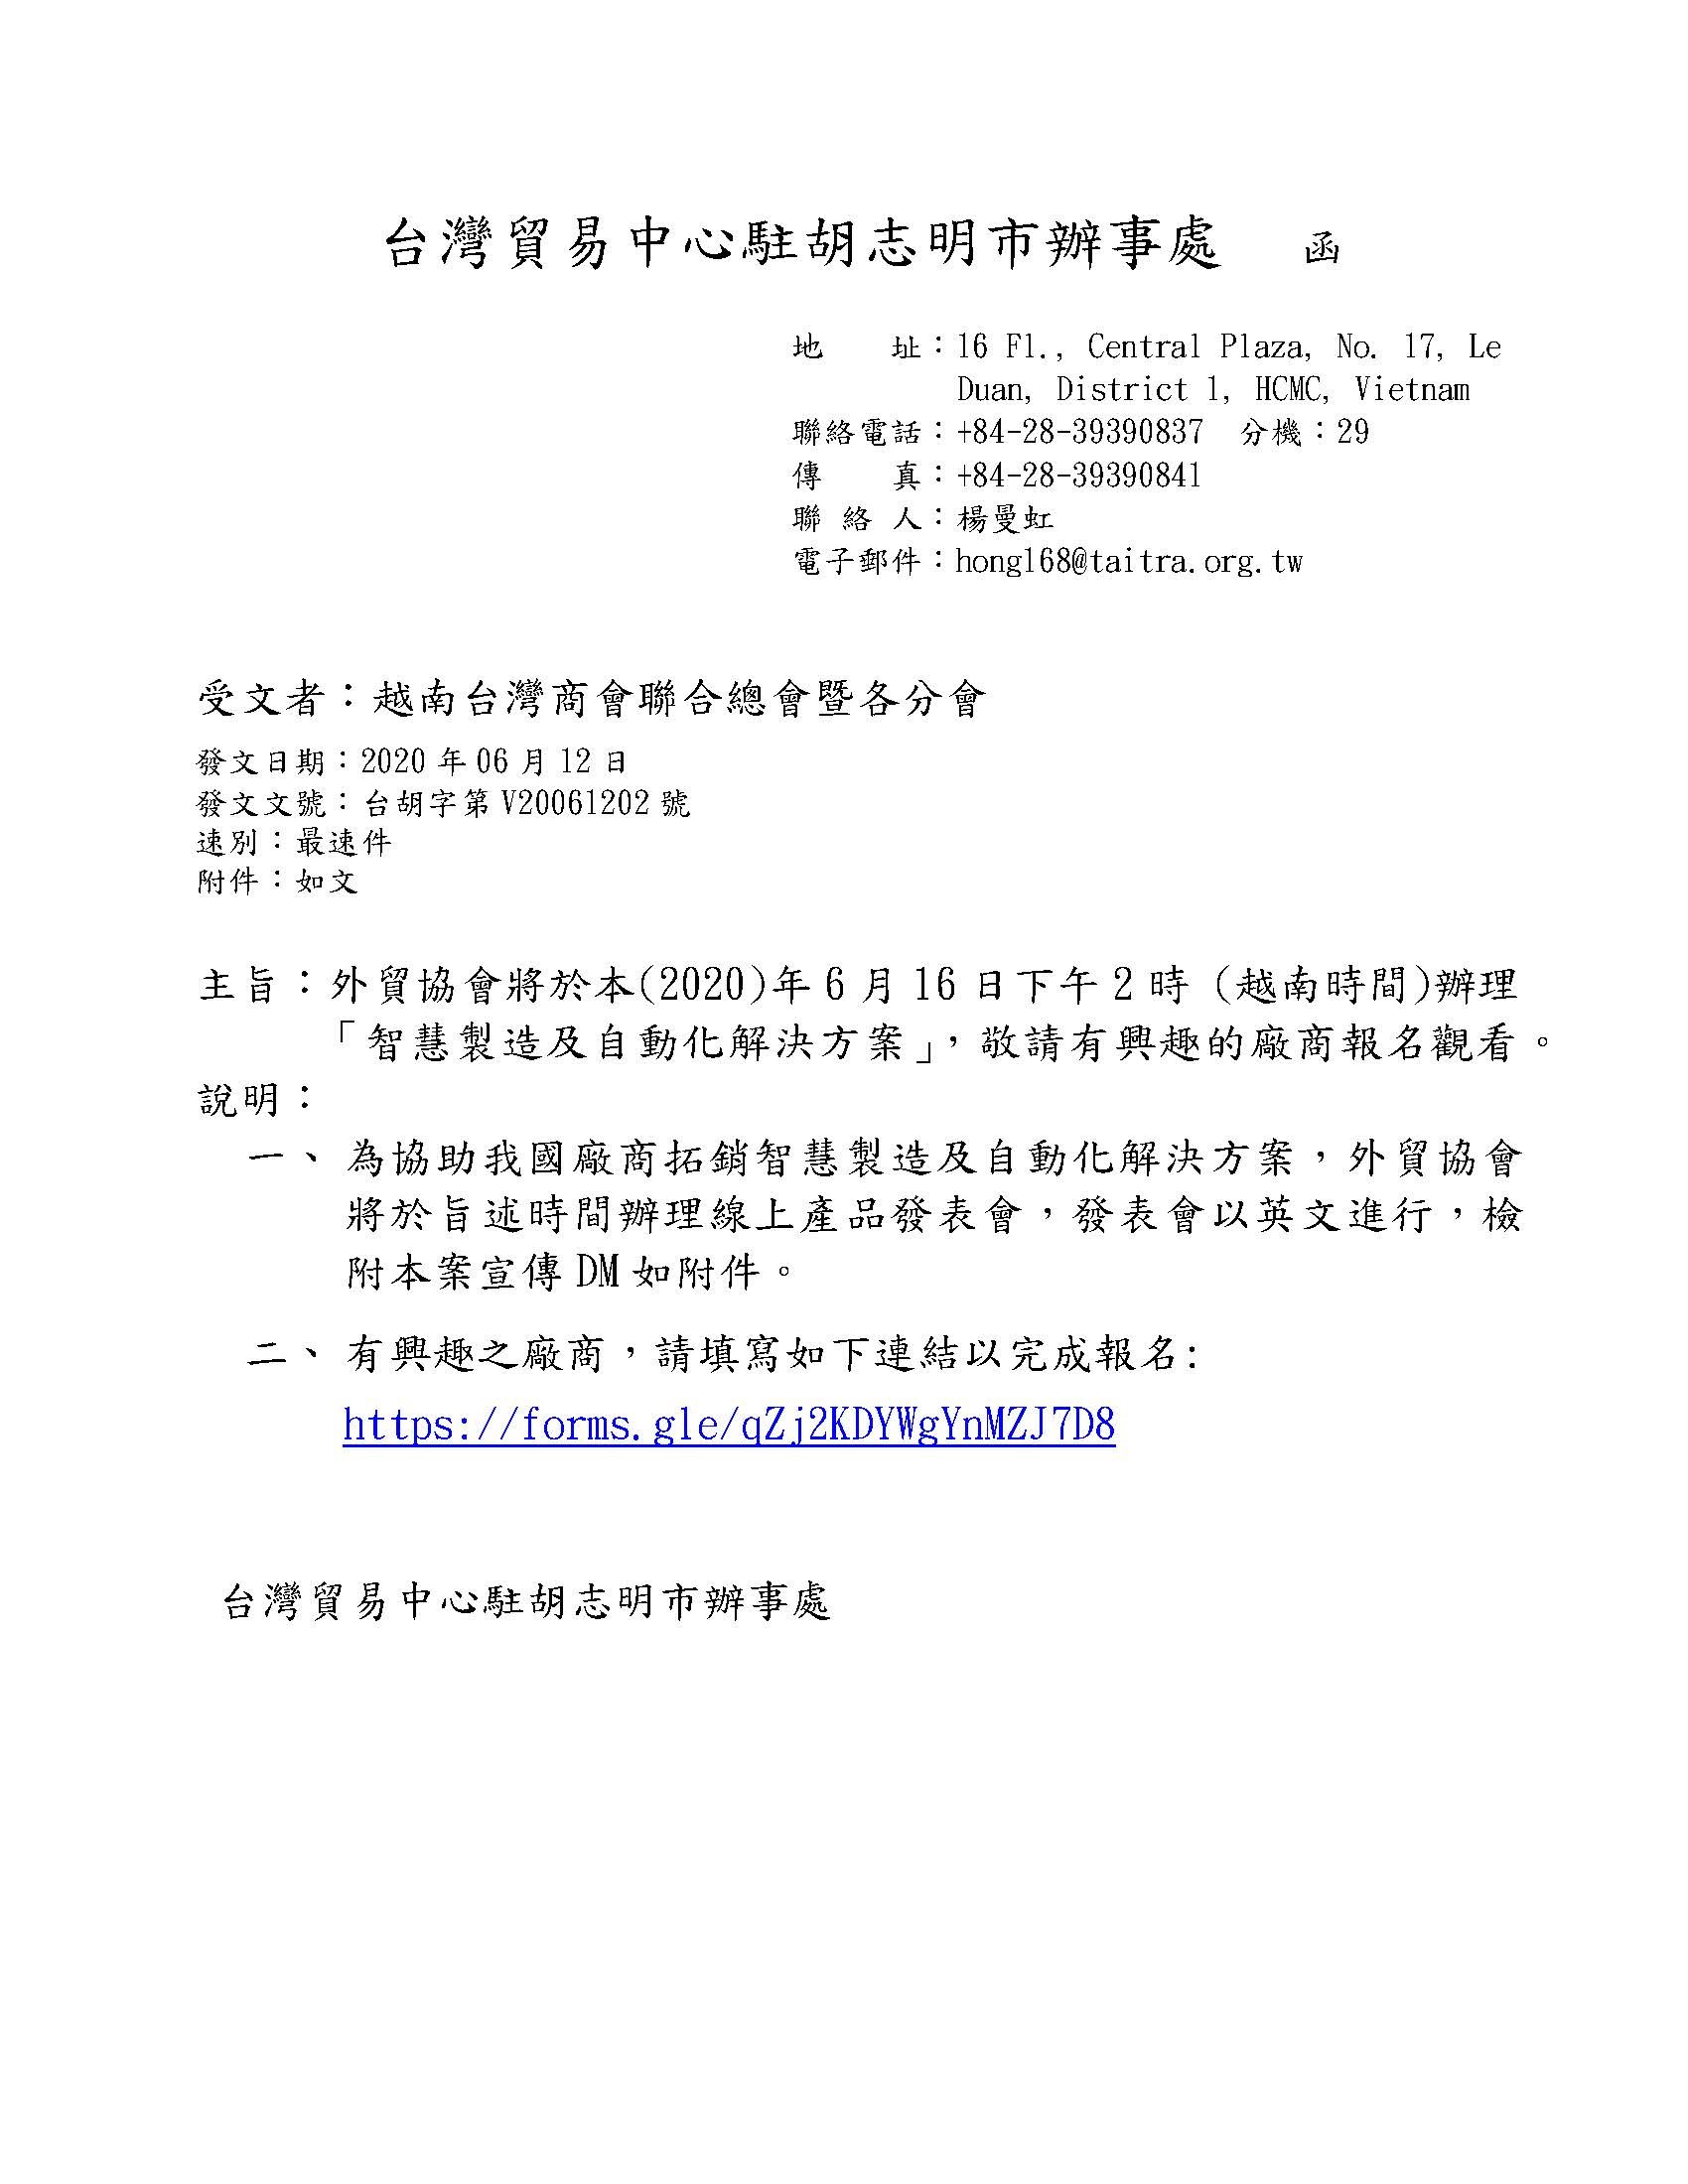 台灣貿易中心駐胡志明市辦事處 函
地 址：16 Fl., Central Plaza, No. 17, Le
Duan, District 1, HCMC, Vietnam
聯絡電話：+84-28-39390837 分機：29
傳 真：+84-28-39390841
聯 絡 人：楊曼虹
電子郵件：hong168@taitra.org.tw
受文者：越南台灣商會聯合總會暨各分會
發文日期：2020 年 06 月 12 日
發文文號：台胡字第 V20061202 號
速別：最速件
附件：如文
主旨：外貿協會將於本(2020)年 6 月 16 日下午 2 時 (越南時間)辦理
「智慧製造及自動化解決方案」，敬請有興趣的廠商報名觀看。
說明：
一、 為協助我國廠商拓銷智慧製造及自動化解決方案，外貿協會
將於旨述時間辦理線上產品發表會，發表會以英文進行，檢
附本案宣傳 DM 如附件。
二、 有興趣之廠商，請填寫如下連結以完成報名:
https://forms.gle/qZj2KDYWgYnMZJ7D8
台灣貿易中心駐胡志明市辦事處